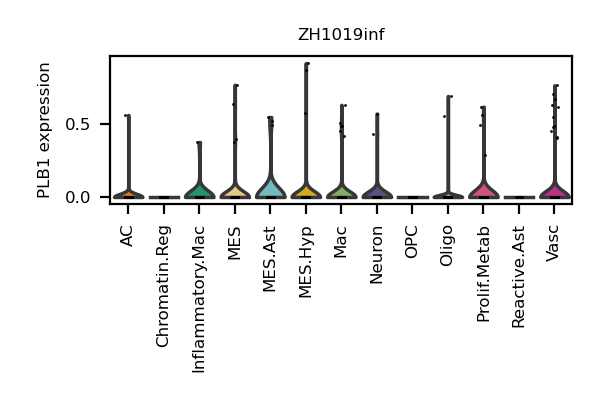 ZH1019inf
PLB1 expression
0.5
0.0
AC
Chromatin.Reg
Inflammatory.Mac
MES
MES.Ast
MES.Hyp
Mac
Neuron
OPC
Oligo
Prolif.Metab
Reactive.Ast
Vasc